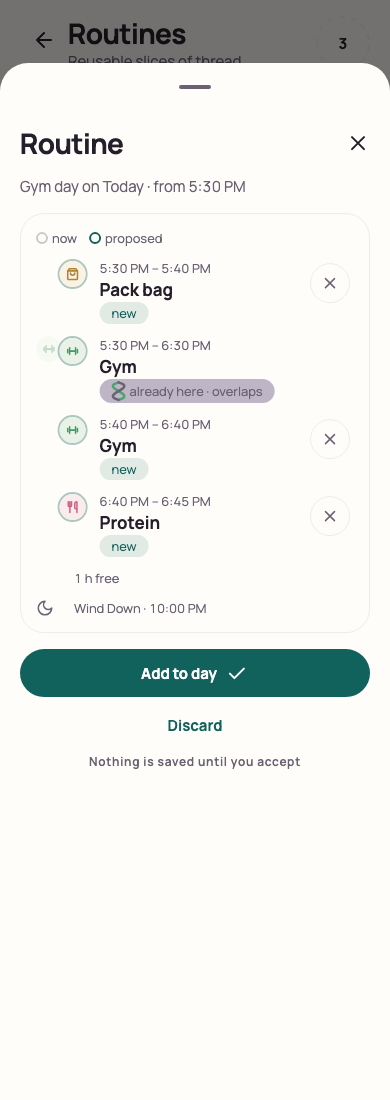 Routines
Reusable slices of thread
3
Routine
Gym day on Today · from 5:30 PM
now proposed
5:30 PM – 5:40 PM
Pack bag
new
5:30 PM – 6:30 PM
Gym
already here · overlaps
5:40 PM – 6:40 PM
Gym
new
6:40 PM – 6:45 PM
Protein
new
1 h free
Wind Down · 10:00 PM
Add to day
Discard
Nothing is saved until you accept